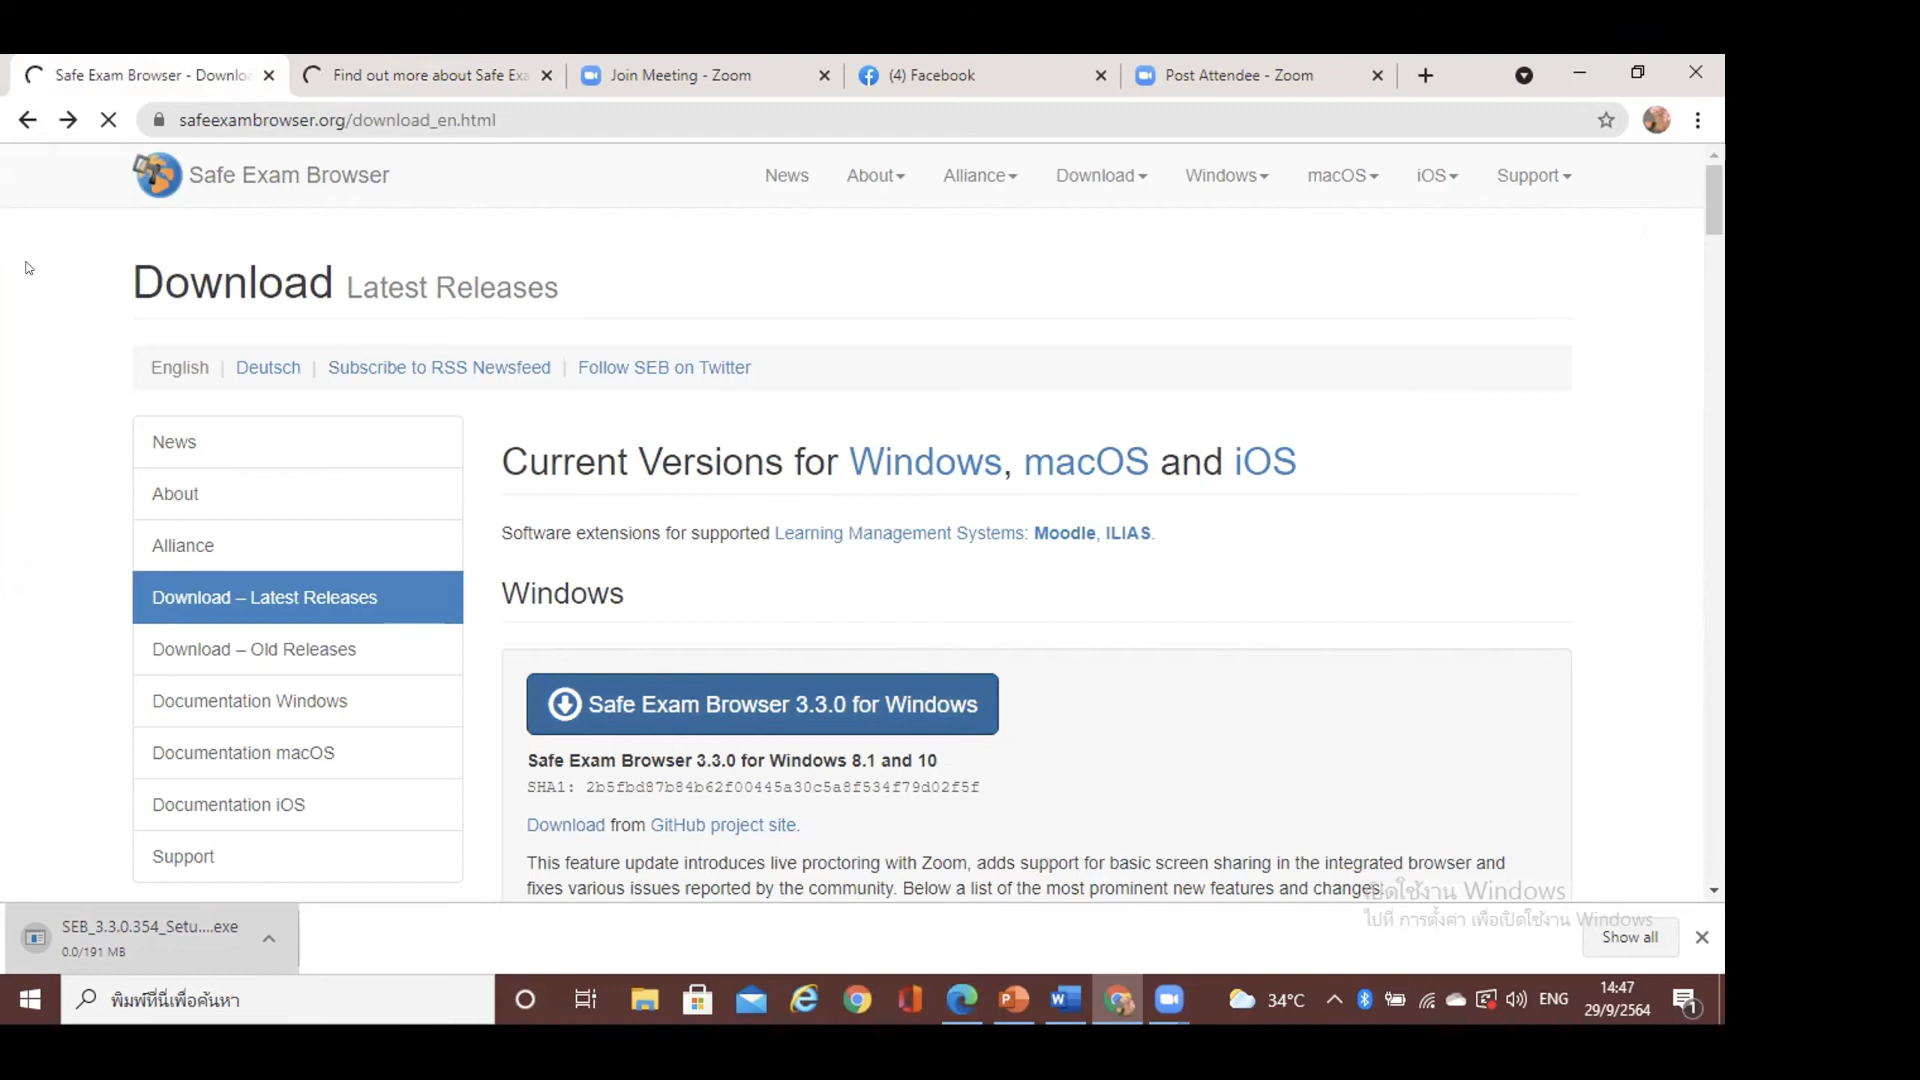 Safe Exam Browser - Downlo
Find out more about Safe Exa
Join Meeting - Zoom
(4) Facebook
Post Attendee - Zoom
safeexambrowser.org/download_en.html
Safe Exam Browser
News
About
Alliance
Download
Windows
macOS
iOS
Support
Download Latest Releases
English | Deutsch | Subscribe to RSS Newsfeed | Follow SEB on Twitter
News
About
Alliance
Download – Latest Releases
Download – Old Releases
Documentation Windows
Documentation macOS
Documentation iOS
Support
Current Versions for Windows, macOS and iOS
Software extensions for supported Learning Management Systems: Moodle, ILIAS.
Windows
Safe Exam Browser 3.3.0 for Windows
Safe Exam Browser 3.3.0 for Windows 8.1 and 10
SHA1: 2b5fbd87b84b62f00445a30c5a8f534f79d02f5f
Download from GitHub project site.
This feature update introduces live proctoring with Zoom, adds support for basic screen sharing in the integrated browser and
fixes various issues reported by the community. Below a list of the most prominent new features and changes.
เปิดใช้งาน Windows
ไปที่ การตั้งค่า เพื่อเปิดใช้งาน Windows
SEB_3.3.0.354_Setu....exe
0.0/191 MB
Show all
พิมพ์ที่นี่เพื่อค้นหา
34°C
ENG
14:47
29/9/2564
1